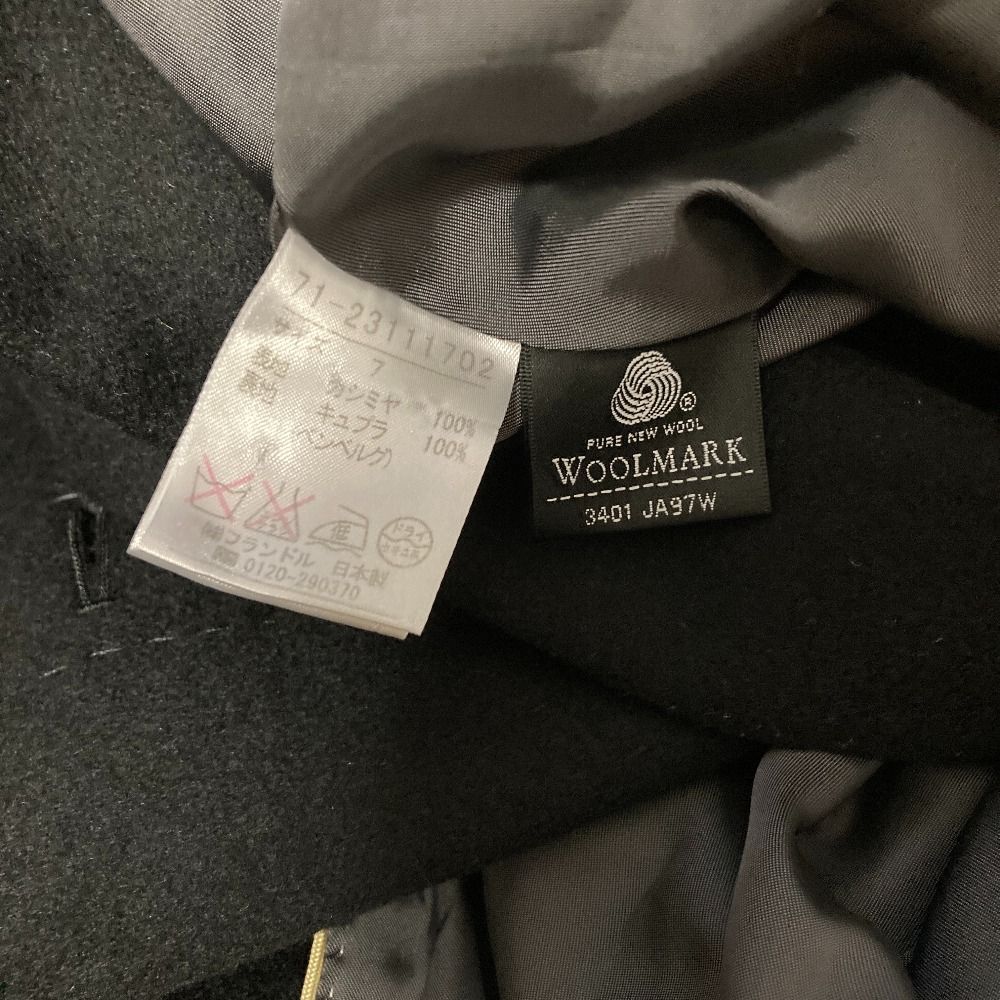 71-23111702
サイズ 7
表地 カシミヤ 100%
裏地 キュプラ 100%
(ベンベルグ)
中
ドライ
㈱フランドル 日本製
0120-290370
PURE NEW WOOL
WOOLMARK
3401 JA97W